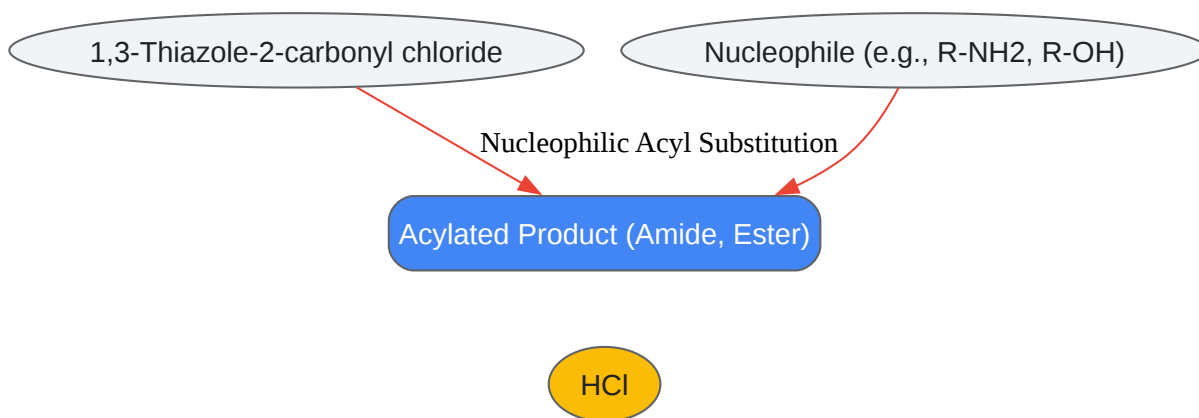 1,3-Thiazole-2-carbonyl chloride
Nucleophile (e.g., R-NH2, R-OH)
Nucleophilic Acyl Substitution
Acylated Product (Amide, Ester)
HCl